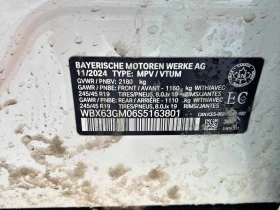 BAYERISCHE MOTOREN WERKE AG
11/2024 TYPE: MPV / VTUM
GVWR / PNBV: 2180 kg
GAWR / PNBE: FRONT / AVANT - 1160 kg WITH/AVEC
245/45 R19 TIRES/PNEUS, 8.0J x 19 RIMS/JANTES
GAWR / PNBE: REAR/ARRIERE - 1110 kg WITH/AVEC
245/45 R19 TIRES/PNEUS, 8.0J x 19 RIMS/JANTES
EC
WBX63GM06S5163801